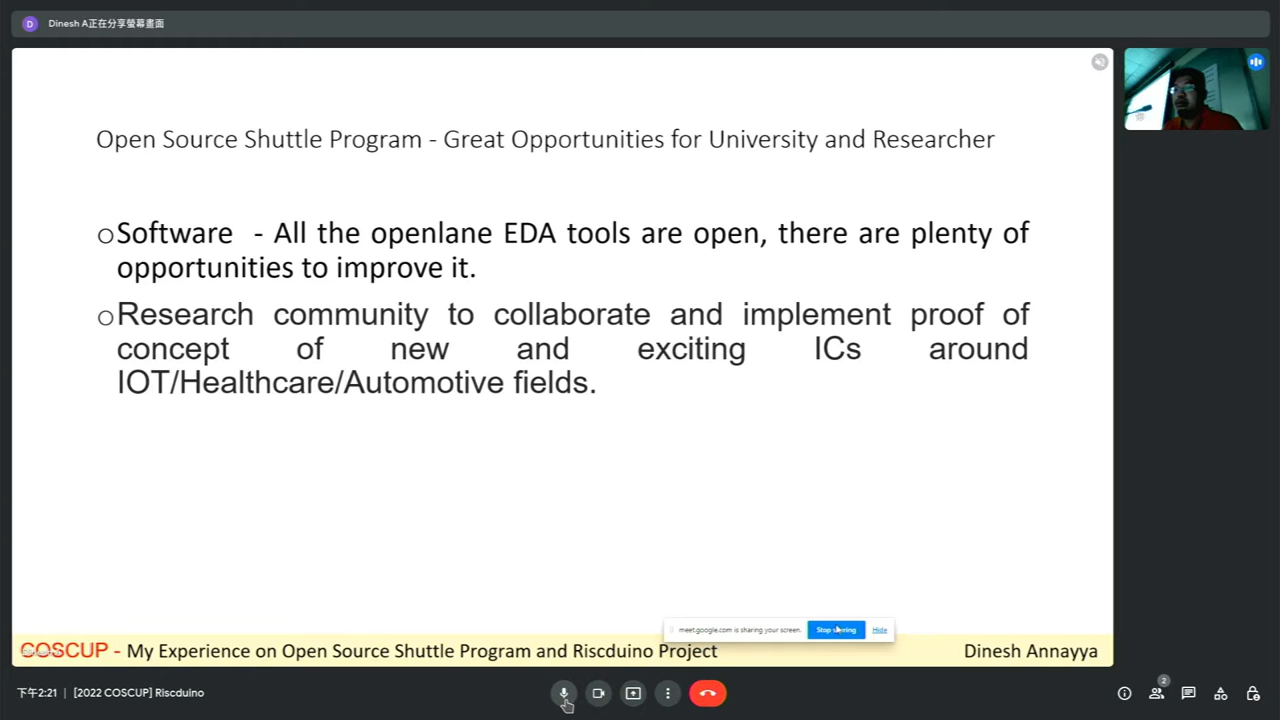 D Dinesh A正在分享螢幕畫面
Open Source Shuttle Program - Great Opportunities for University and Researcher
oSoftware - All the openlane EDA tools are open, there are plenty of
opportunities to improve it.
oResearch community to collaborate and implement proof of
concept of new and exciting ICs around
IOT/Healthcare/Automotive fields.
meet.google.com is sharing your screen. Stop sharing Hide
COSCUP - My Experience on Open Source Shuttle Program and Riscduino Project Dinesh Annayya
下午2:21 | [2022 COSCUP] Riscduino
2